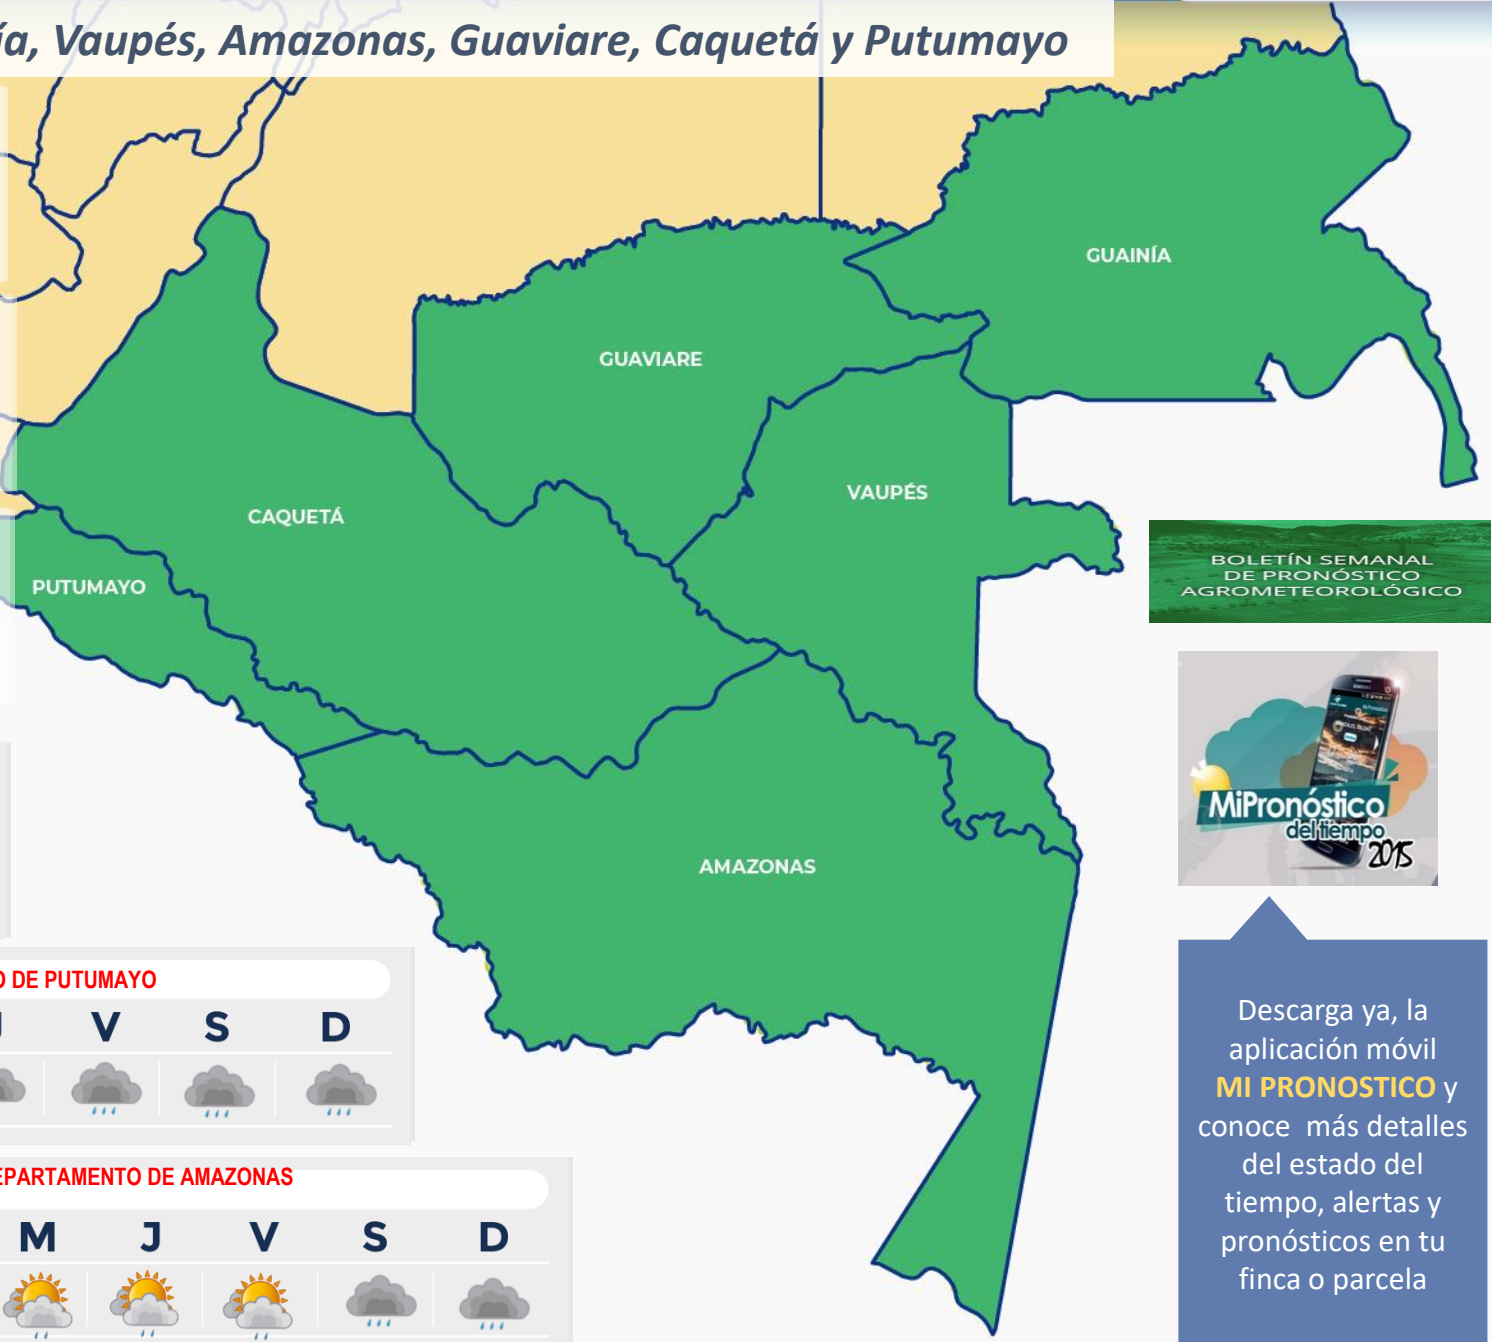 ía, Vaupés, Amazonas, Guaviare, Caquetá y Putumayo
GUAINÍA
GUAVIARE
VAUPÉS
CAQUETÁ
PUTUMAYO
AMAZONAS
BOLETÍN SEMANAL
DE PRONÓSTICO
AGROMETEOROLÓGICO
MiPronóstico
del tiempo
2015
Descarga ya, la
aplicación móvil
MI PRONOSTICO y
conoce más detalles
del estado del
tiempo, alertas y
pronósticos en tu
finca o parcela
O DE PUTUMAYO
J V S D
EPARTAMENTO DE AMAZONAS
M J V S D